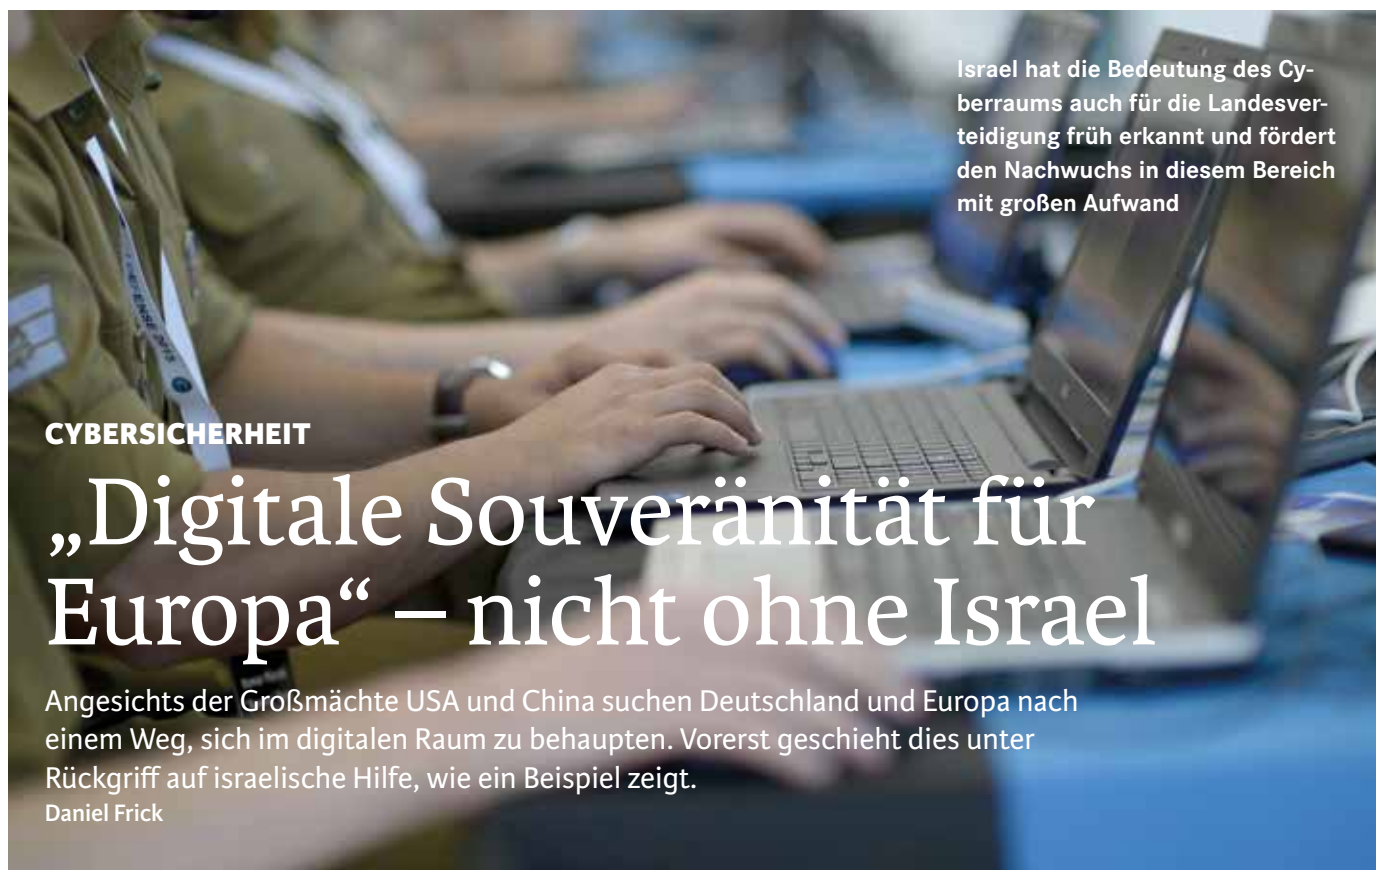 Israel hat die Bedeutung des Cy-
berraums auch für die Landesver-
teidigung früh erkannt und fördert
den Nachwuchs in diesem Bereich
mit großen Aufwand
CYBERSICHERHEIT
„Digitale Souveränität für
Europa“ – nicht ohne Israel
Angesichts der Großmächte USA und China suchen Deutschland und Europa nach
einem Weg, sich im digitalen Raum zu behaupten. Vorerst geschieht dies unter
Rückgriff auf israelische Hilfe, wie ein Beispiel zeigt.
Daniel Frick